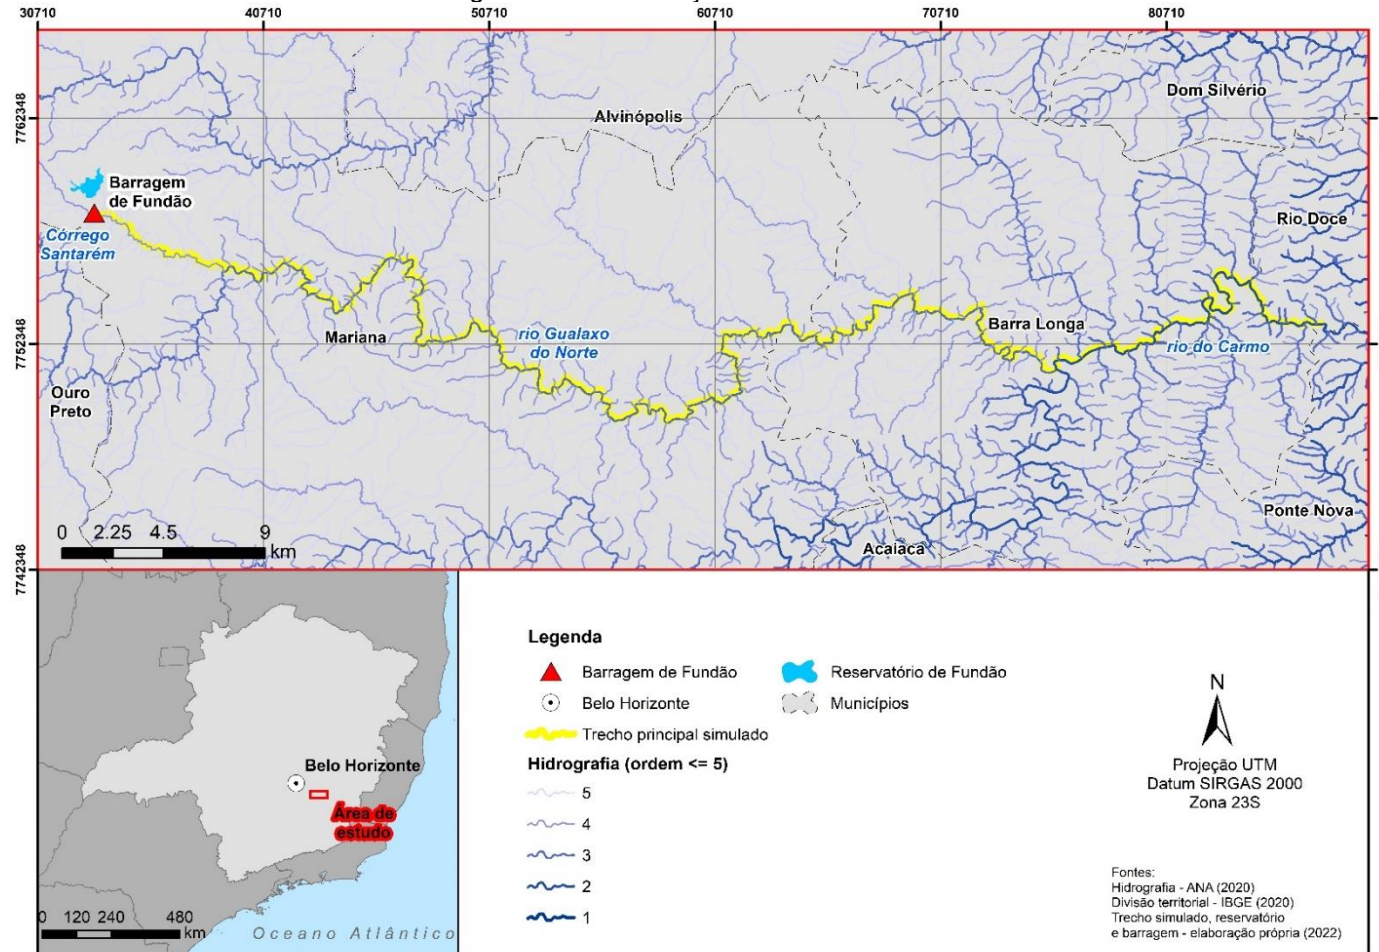 30710 40710 50710 60710 70710 80710
7762348
7752348
7742348
Alvinópolis
Dom Silvério
Barragem
de Fundão
Córrego
Santarém
Rio Doce
Mariana
rio Gualaxo
do Norte
Barra Longa
rio do Carmo
Ouro
Preto
Ponte Nova
Acaiaca
0 2.25 4.5 9
km
Belo Horizonte
Área de
estudo
0 120 240 480
km
Oceano Atlântico
Legenda
Barragem de Fundão
Reservatório de Fundão
Belo Horizonte
Municípios
Trecho principal simulado
Hidrografia (ordem <= 5)
5
4
3
2
1
N
Projeção UTM
Datum SIRGAS 2000
Zona 23S
Fontes:
Hidrografia - ANA (2020)
Divisão territorial - IBGE (2020)
Trecho simulado, reservatório
e barragem - elaboração própria (2022)